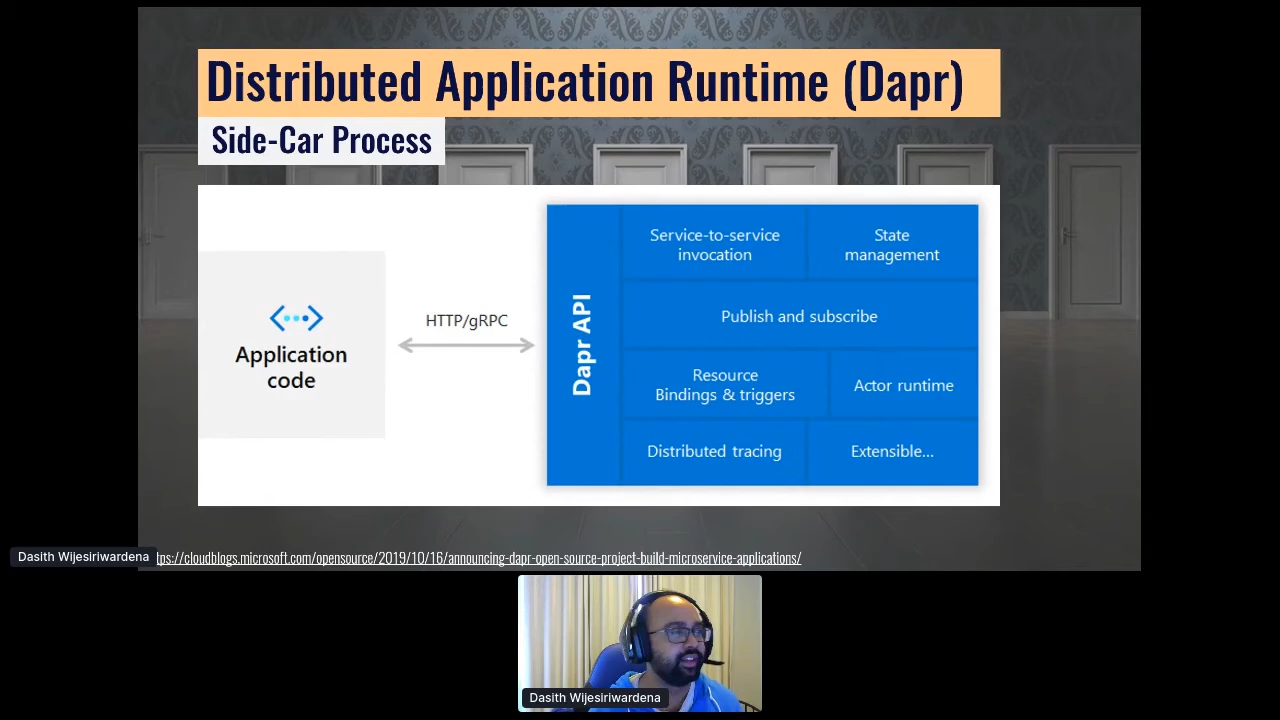 Distributed Application Runtime (Dapr)
Side-Car Process
Application
code
HTTP/gRPC
Dapr API
Service-to-service
invocation
State
management
Publish and subscribe
Resource
Bindings & triggers
Actor runtime
Distributed tracing
Extensible...
Dasith Wijesiriwardena
tps://cloudblogs.microsoft.com/opensource/2019/10/16/announcing-dapr-open-source-project-build-microservice-applications/
Dasith Wijesiriwardena